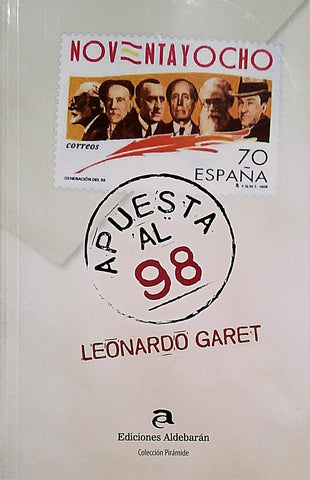 NOVENTAYOCHO
correos
GENERACIÓN DEL 98
70
ESPAÑA
APUESTA
AL
98
LEONARDO GARET
a
Ediciones Aldebarán
Colección Pirámide